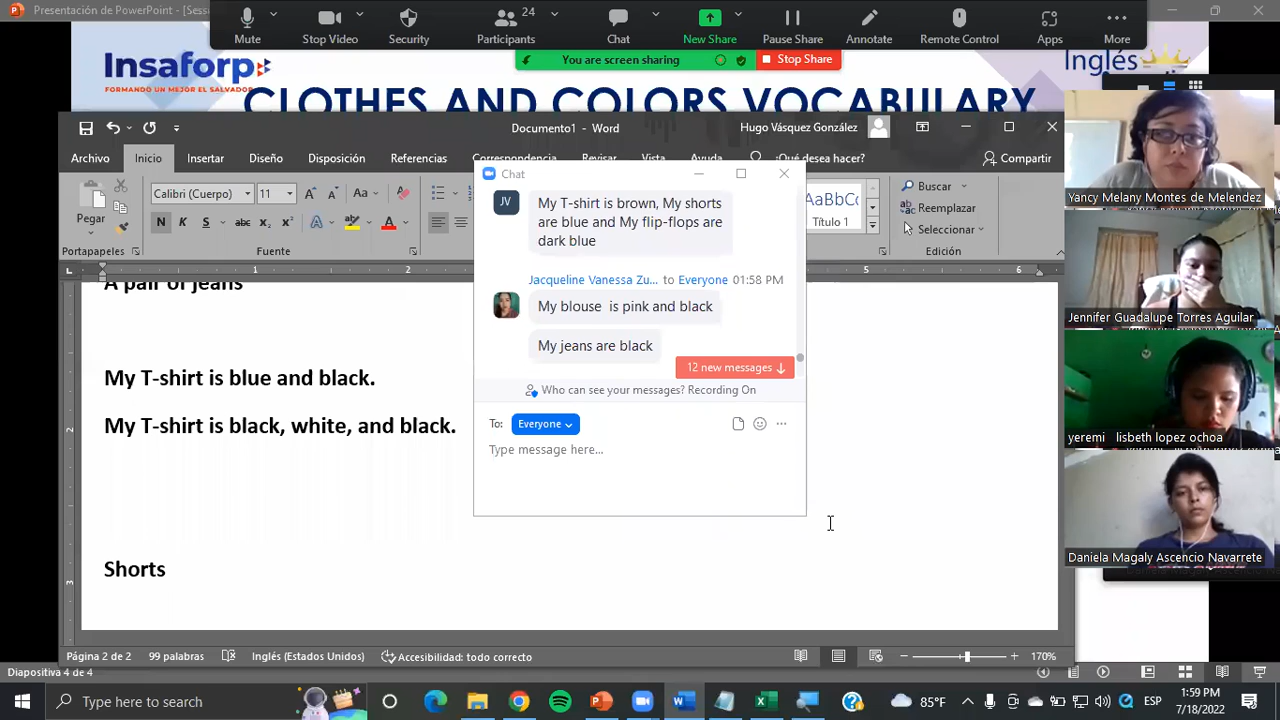 Presentación de PowerPoint - [Sess
Mute
Stop Video
Security
24
Participants
Chat
New Share
Pause Share
Annotate
Remote Control
Apps
More
You are screen sharing
Stop Share
Insaforp
FORMANDO UN MEJOR EL SALVADOR
Inglés
CLOTHES AND COLORS VOCABULARY
Documento1 - Word
Hugo Vásquez González
Archivo
Inicio
Insertar
Diseño
Disposición
Referencias
Correspondencia
Revisar
Vista
Ayuda
¿Qué desea hacer?
Compartir
Pegar
Portapapeles
Calibri (Cuerpo)
11
Aa
N
Fuente
AaBbC
Título 1
Buscar
Reemplazar
Seleccionar
Edición
1
2
5
6
A pair of jeans
My T-shirt is blue and black.
2
My T-shirt is black, white, and black.
Shorts
3
Chat
JV
My T-shirt is brown, My shorts
are blue and My flip-flops are
dark blue
Jacqueline Vanessa Zu... to Everyone 01:58 PM
My blouse is pink and black
My jeans are black
12 new messages
Who can see your messages? Recording On
To:
Everyone
Type message here...
Yancy Melany Montes de Melendez
Jennifer Guadalupe Torres Aguilar
yeremi lisbeth lopez ochoa
Daniela Magaly Ascencio Navarrete
Página 2 de 2
99 palabras
Inglés (Estados Unidos)
Accesibilidad: todo correcto
170%
Diapositiva 4 de 4
Type here to search
85°F
ESP
1:59 PM
7/18/2022